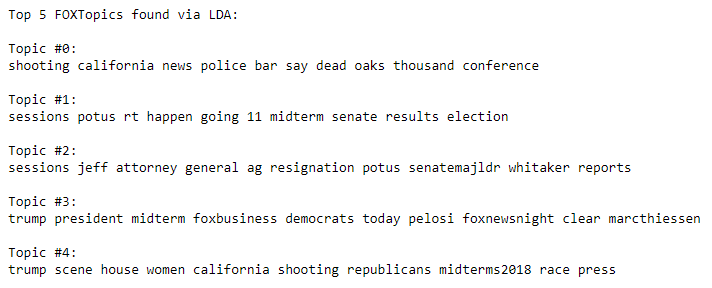 Top 5 FOXTopics found via LDA:
Topic #0:
shooting california news police bar say dead oaks thousand conference
Topic #1:
sessions potus rt happen going 11 midterm senate results election
Topic #2:
sessions jeff attorney general ag resignation potus senatemajldr whitaker reports
Topic #3:
trump president midterm foxbusiness democrats today pelosi foxnewsnight clear marcthiessen
Topic #4:
trump scene house women california shooting republicans midterms2018 race press